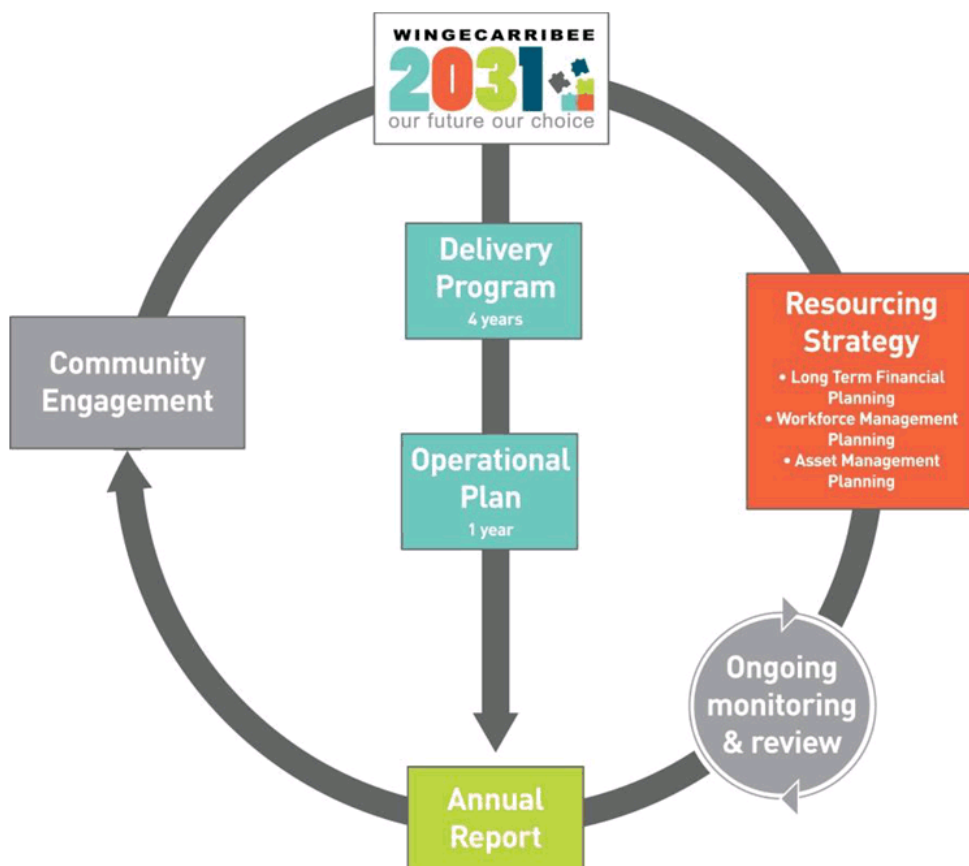 WINGECARRIBEE
2031
our future our choice
Delivery
Program
4 years
Resourcing
Strategy
• Long Term Financial
Planning
• Workforce Management
Planning
• Asset Management
Planning
Community
Engagement
Operational
Plan
1 year
Ongoing
monitoring
& review
Annual
Report